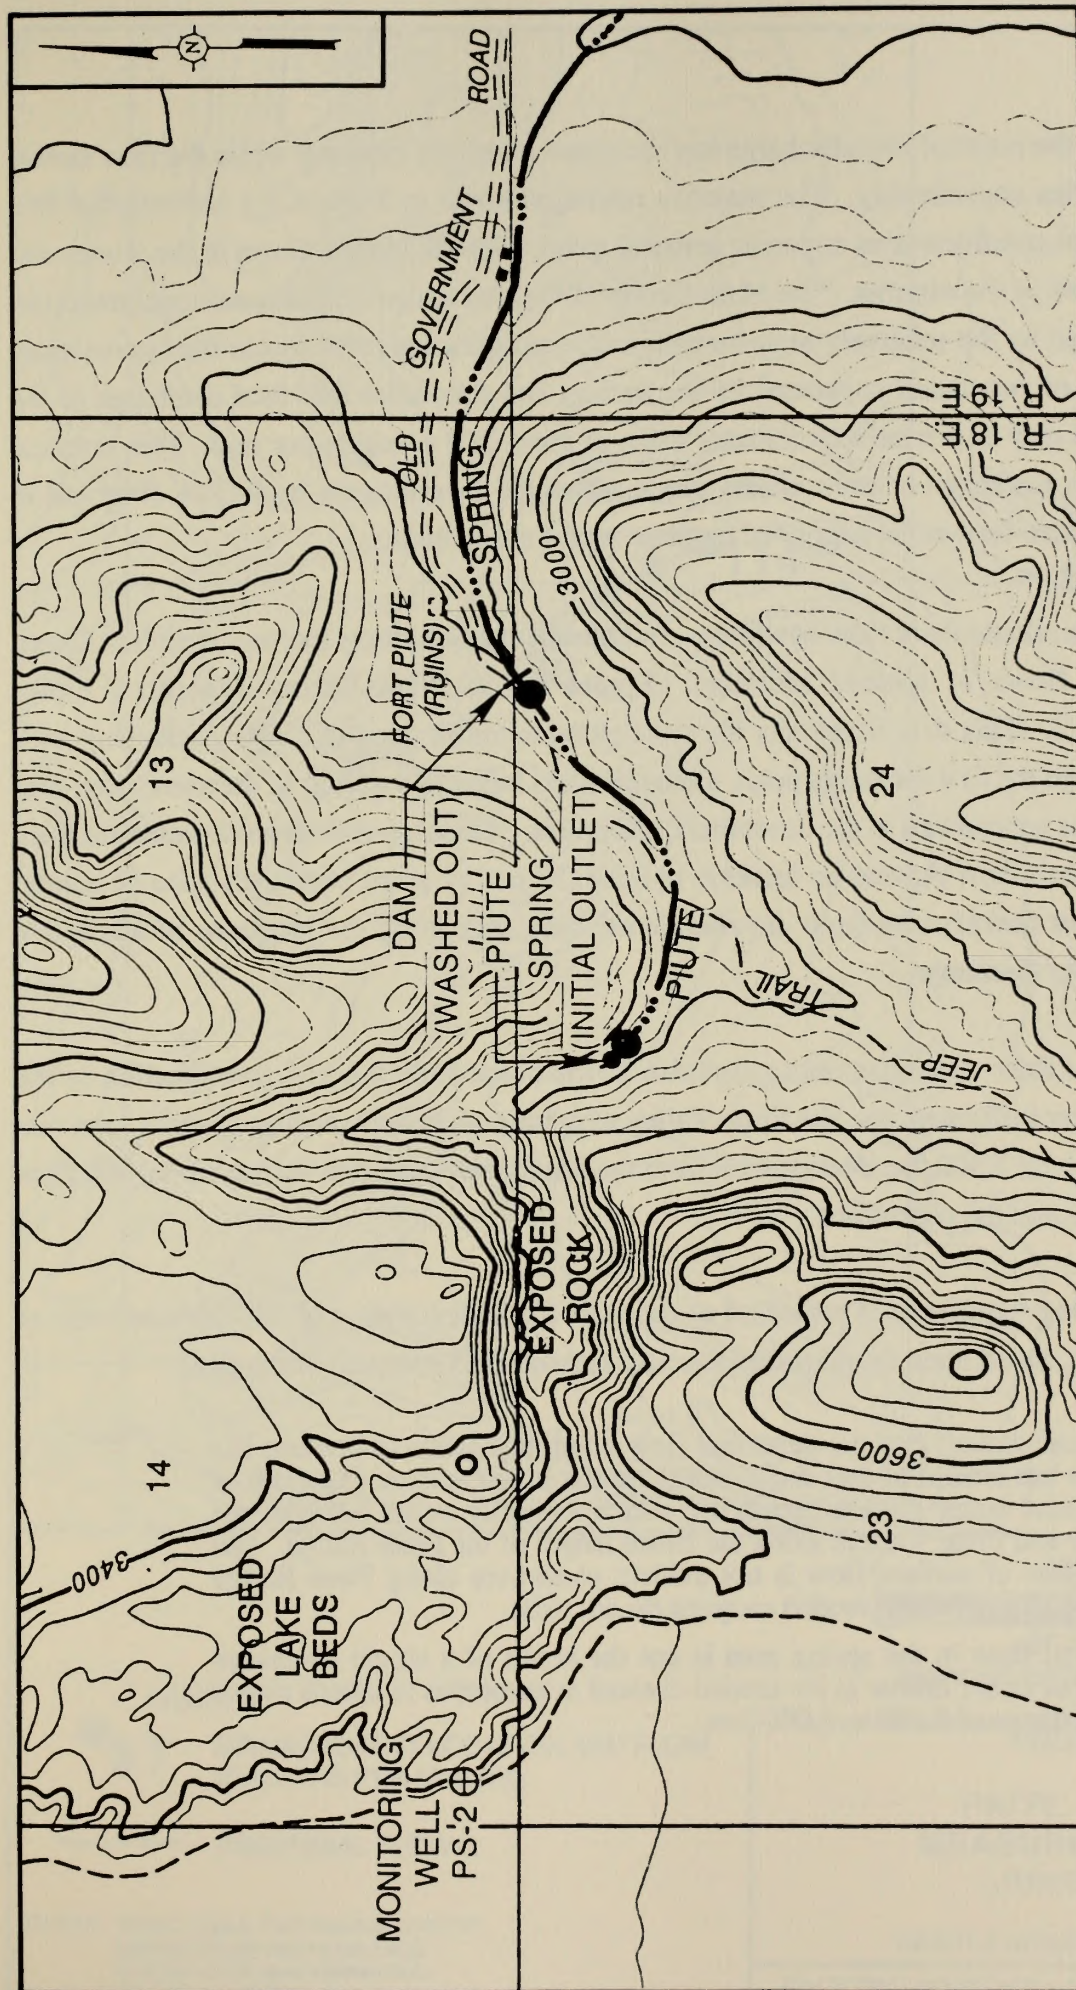 N
14
3400
EXPOSED
LAKE
BEDS
MONITORING
WELL
PS-2
13
DAM
(WASHED OUT)
PIUTE
SPRING
(INITIAL OUTLET)
FORT PIUTE
(RUINS)
OLD GOVERNMENT ROAD
PIUTE SPRING
EXPOSED
ROCK
3000
JEEP TRAIL
24
23
3600
R. 18 E.
R. 19 E.